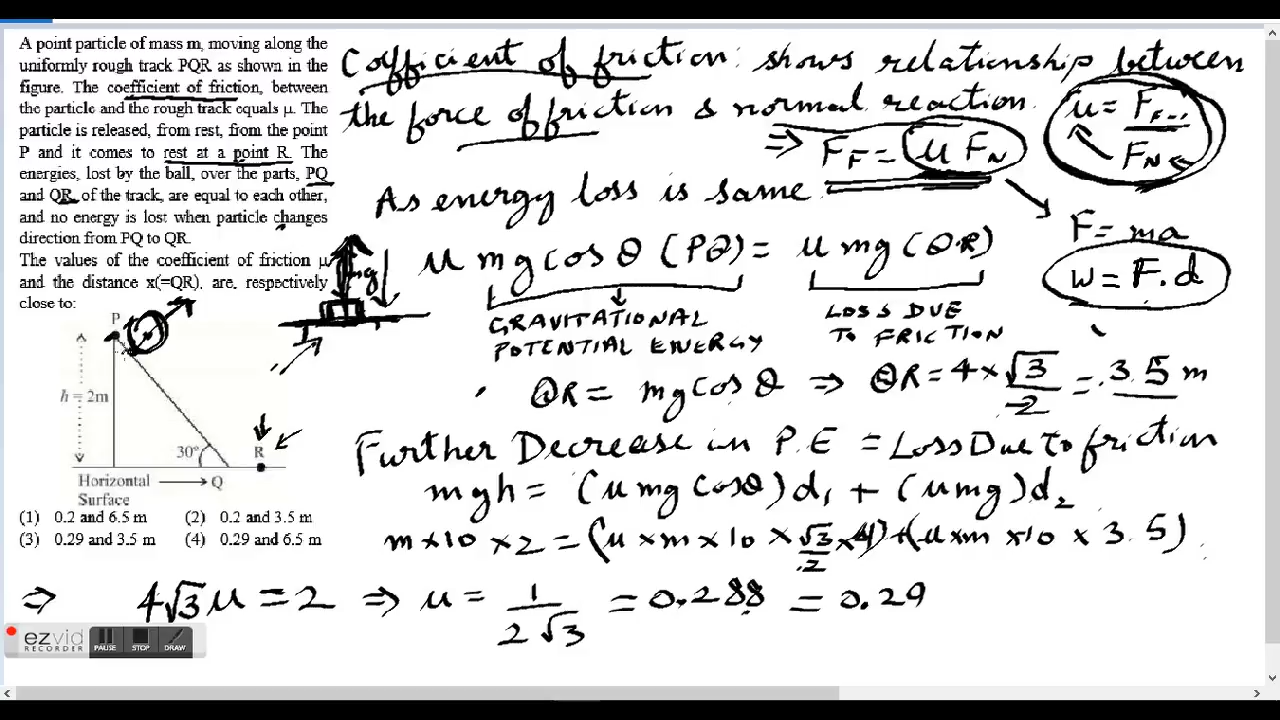 A point particle of mass m, moving along the
uniformly rough track PQR as shown in the
figure. The coefficient of friction, between
the particle and the rough track equals μ. The
particle is released, from rest, from the point
P and it comes to rest at a point R. The
energies, lost by the ball, over the parts, PQ
and QR, of the track, are equal to each other,
and no energy is lost when particle changes
direction from PQ to QR.
The values of the coefficient of friction μ
and the distance x(=QR), are, respectively
close to:
P
h = 2m
30°
R
Horizontal
Surface
Q
(1) 0.2 and 6.5 m (2) 0.2 and 3.5 m
(3) 0.29 and 3.5 m (4) 0.29 and 6.5 m
Coefficient of friction: shows relationship between
the force of friction & normal reaction.
⇒ F_F = μ F_N
μ = F_F / F_N
As energy loss is same
F = ma
W = F.d
mg
μ mg cos θ (PQ) = μ mg (QR)
GRAVITATIONAL
POTENTIAL ENERGY
LOSS DUE
TO FRICTION
QR = mg cos θ ⇒ QR = 4 × √3/2 = 3.5 m
Further Decrease in P.E = Loss Due to friction
mgh = (μ mg cos θ) d₁ + (μ mg) d₂
m × 10 × 2 = (μ × m × 10 × √3/2 × 4) + (μ × m × 10 × 3.5)
⇒ 4√3 μ = 2 ⇒ μ = 1/2√3 = 0.288 = 0.29
ezvid
RECORDER
PAUSE STOP DRAW